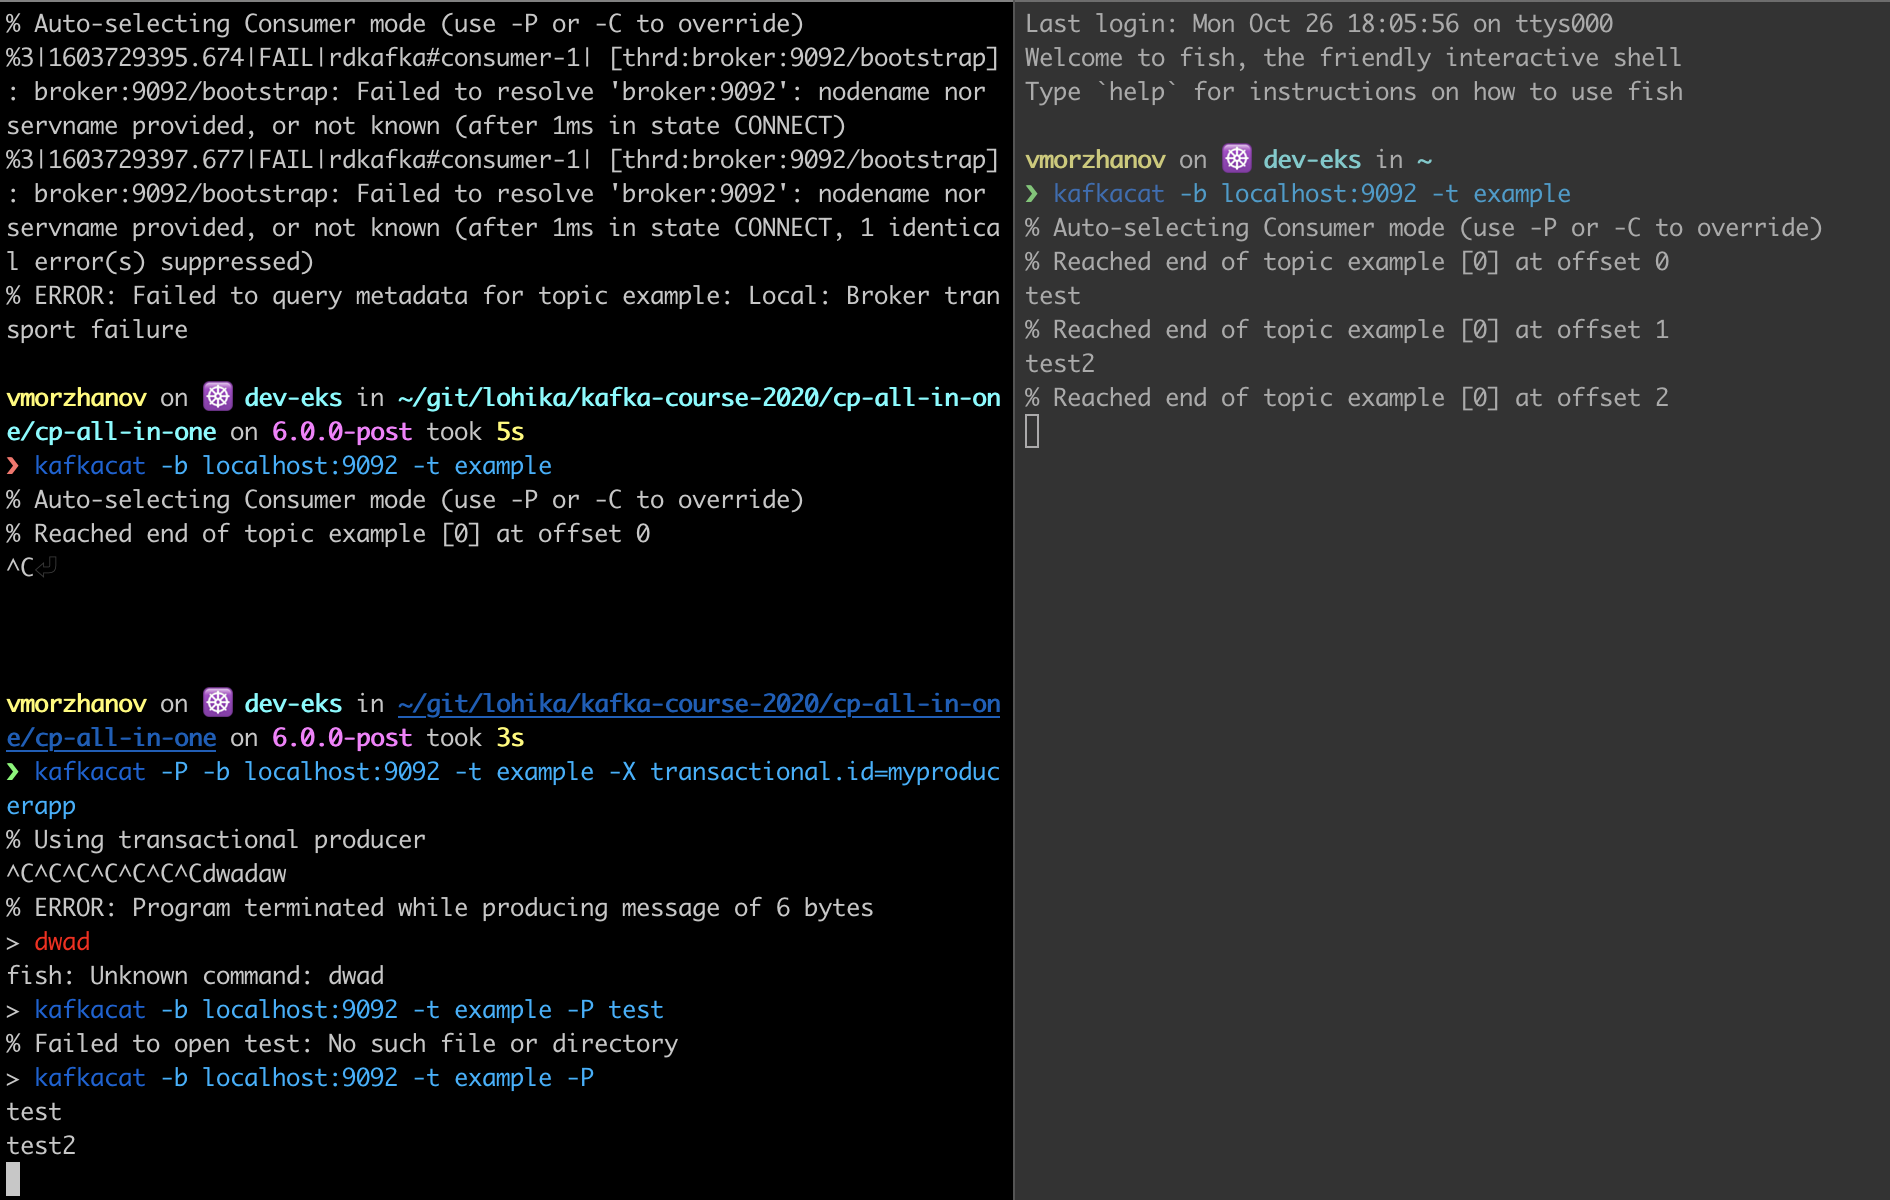 % Auto-selecting Consumer mode (use -P or -C to override)
%3|1603729395.674|FAIL|rdkafka#consumer-1| [thrd:broker:9092/bootstrap]
: broker:9092/bootstrap: Failed to resolve 'broker:9092': nodename nor
servname provided, or not known (after 1ms in state CONNECT)
%3|1603729397.677|FAIL|rdkafka#consumer-1| [thrd:broker:9092/bootstrap]
: broker:9092/bootstrap: Failed to resolve 'broker:9092': nodename nor
servname provided, or not known (after 1ms in state CONNECT, 1 identica
l error(s) suppressed)
% ERROR: Failed to query metadata for topic example: Local: Broker tran
sport failure
vmorzhanov on ☸ dev-eks in ~/git/lohika/kafka-course-2020/cp-all-in-on
e/cp-all-in-one on 6.0.0-post took 5s
❯ kafkacat -b localhost:9092 -t example
% Auto-selecting Consumer mode (use -P or -C to override)
% Reached end of topic example [0] at offset 0
^C⏎
vmorzhanov on ☸ dev-eks in ~/git/lohika/kafka-course-2020/cp-all-in-on
e/cp-all-in-one on 6.0.0-post took 3s
❯ kafkacat -P -b localhost:9092 -t example -X transactional.id=myproduc
erapp
% Using transactional producer
^C^C^C^C^C^C^Cdwadaw
% ERROR: Program terminated while producing message of 6 bytes
> dwad
fish: Unknown command: dwad
> kafkacat -b localhost:9092 -t example -P test
% Failed to open test: No such file or directory
> kafkacat -b localhost:9092 -t example -P
test
test2
Last login: Mon Oct 26 18:05:56 on ttys000
Welcome to fish, the friendly interactive shell
Type `help` for instructions on how to use fish
vmorzhanov on ☸ dev-eks in ~
❯ kafkacat -b localhost:9092 -t example
% Auto-selecting Consumer mode (use -P or -C to override)
% Reached end of topic example [0] at offset 0
test
% Reached end of topic example [0] at offset 1
test2
% Reached end of topic example [0] at offset 2